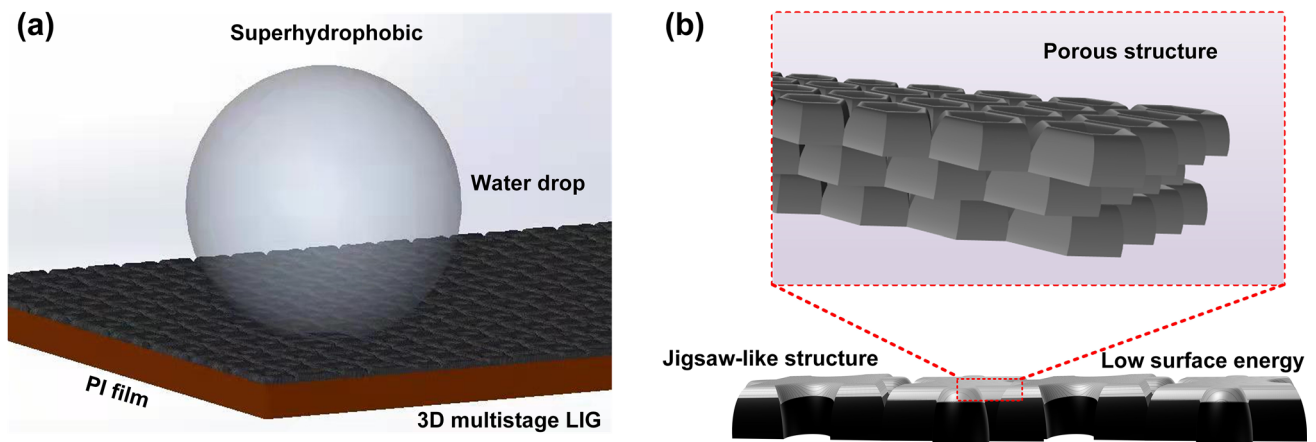 (a)
Superhydrophobic
Water drop
PI film
3D multistage LIG
(b)
Porous structure
Jigsaw-like structure
Low surface energy